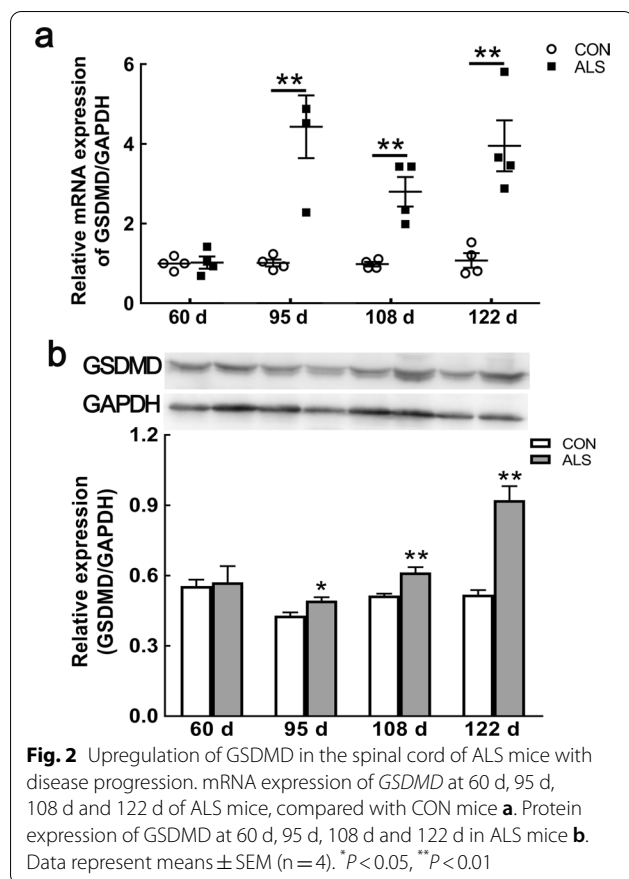 a
CON
ALS
Relative mRNA expression
of GSDMD/GAPDH
6
4
2
0
**
**
**
60 d 95 d 108 d 122 d
b
GSDMD
GAPDH
CON
ALS
Relative expression
(GSDMD/GAPDH)
1.2
0.9
0.6
0.3
0.0
*
**
**
60 d 95 d 108 d 122 d
Fig. 2 Upregulation of GSDMD in the spinal cord of ALS mice with
disease progression. mRNA expression of GSDMD at 60 d, 95 d,
108 d and 122 d of ALS mice, compared with CON mice a. Protein
expression of GSDMD at 60 d, 95 d, 108 d and 122 d in ALS mice b.
Data represent means ± SEM (n = 4). *P < 0.05, **P < 0.01